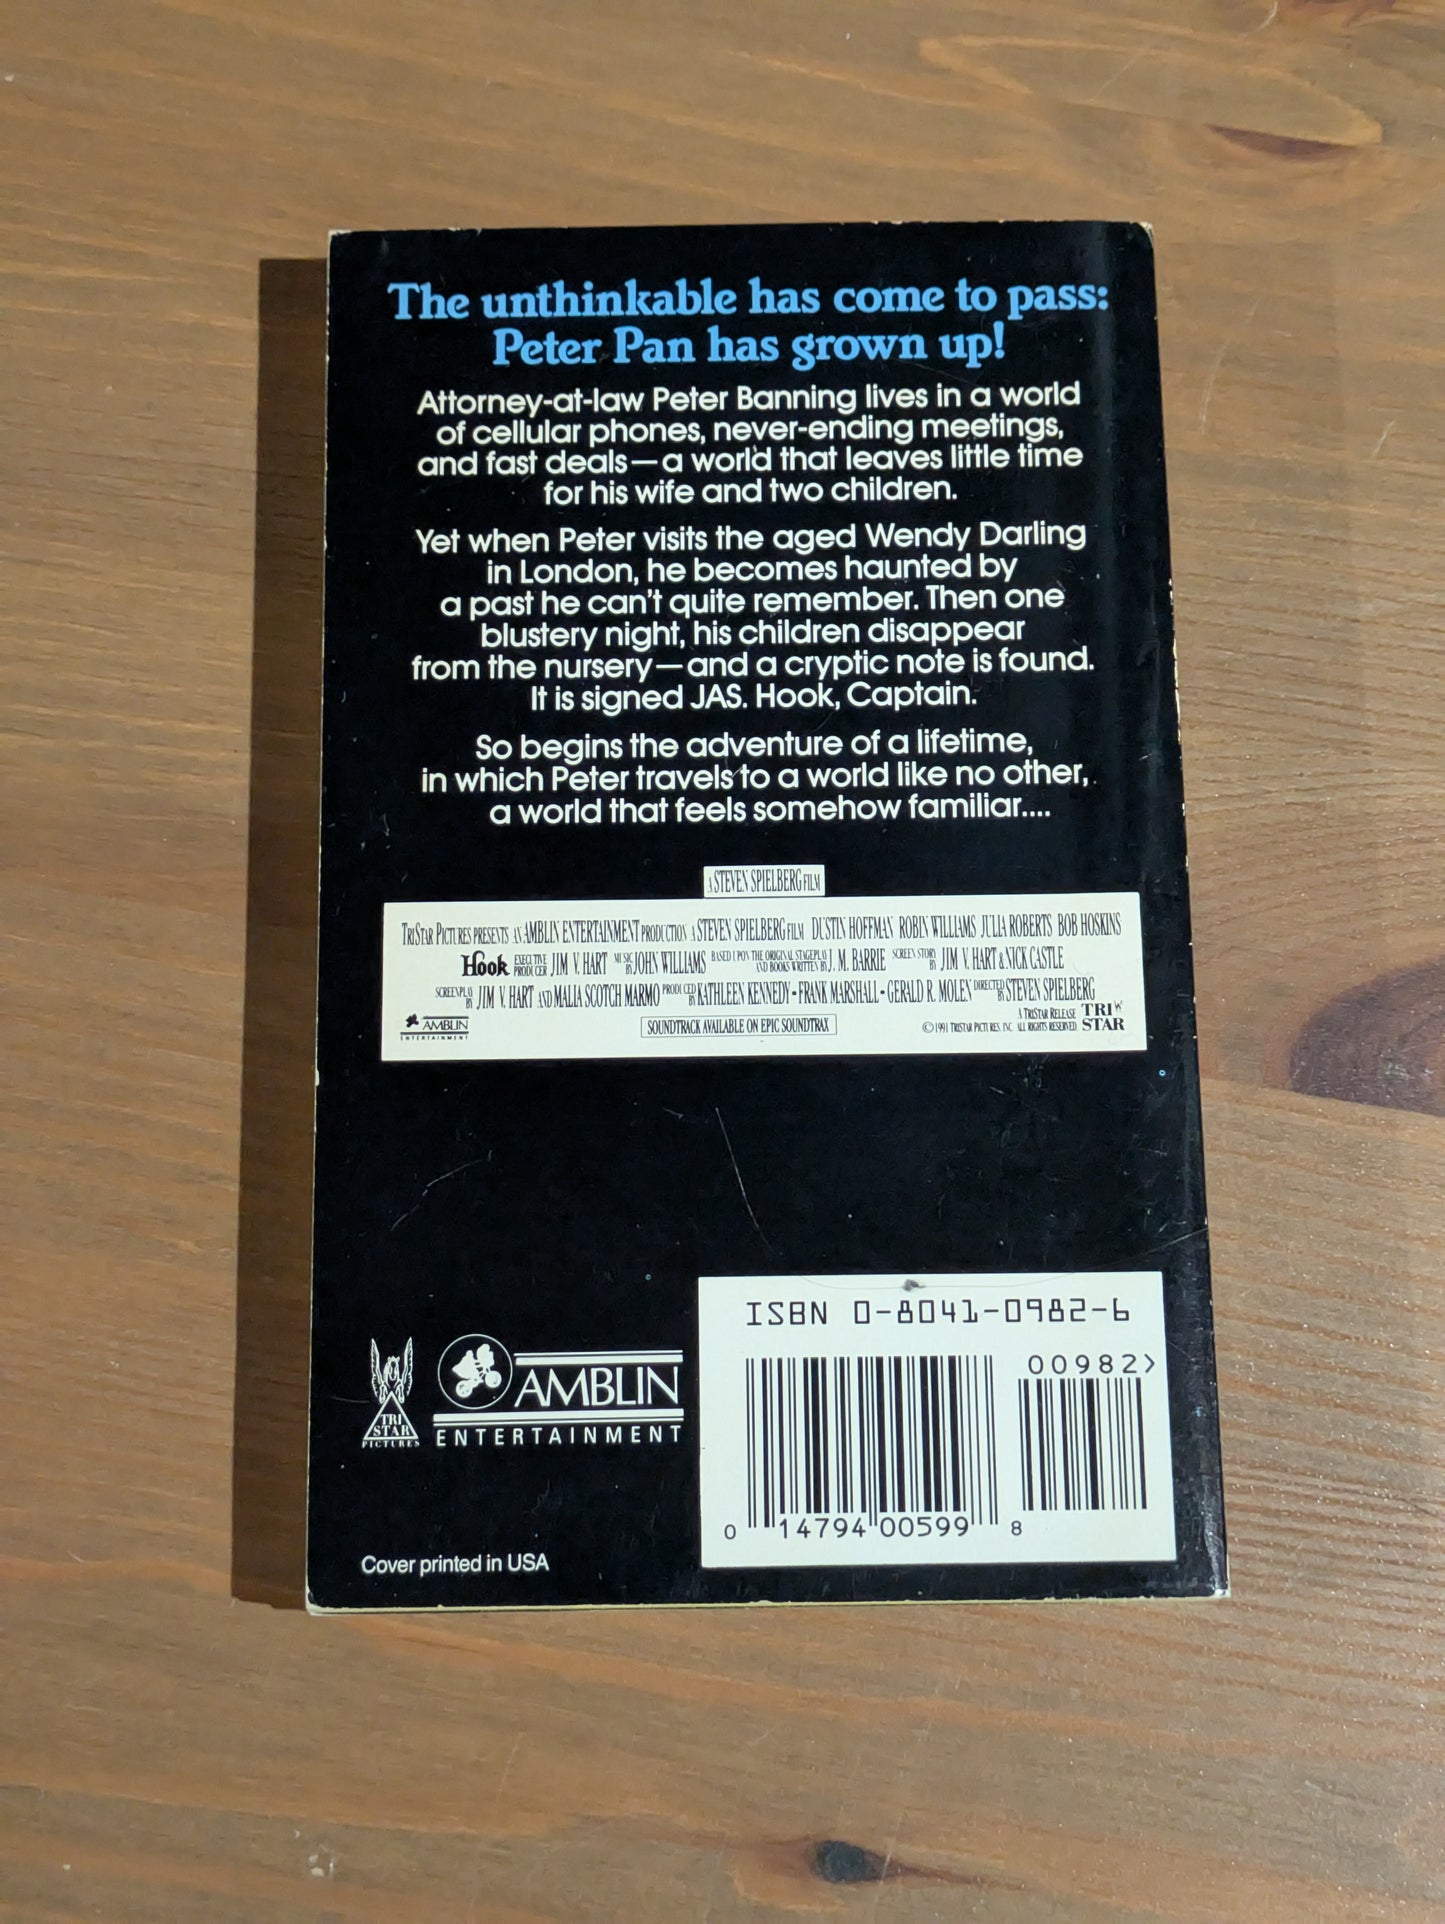 The unthinkable has come to pass:
Peter Pan has grown up!
Attorney-at-law Peter Banning lives in a world
of cellular phones, never-ending meetings,
and fast deals—a world that leaves little time
for his wife and two children.
Yet when Peter visits the aged Wendy Darling
in London, he becomes haunted by
a past he can't quite remember. Then one
blustery night, his children disappear
from the nursery—and a cryptic note is found.
It is signed JAS. Hook, Captain.
So begins the adventure of a lifetime,
in which Peter travels to a world like no other,
a world that feels somehow familiar....
A STEVEN SPIELBERG FILM
TRISTAR PICTURES PRESENTS AN AMBLIN ENTERTAINMENT PRODUCTION A STEVEN SPIELBERG FILM DUSTIN HOFFMAN ROBIN WILLIAMS JULIA ROBERTS BOB HOSKINS
Hook EXECUTIVE PRODUCER JIM V. HART MUSIC BY JOHN WILLIAMS BASED UPON THE ORIGINAL STAGEPLAY AND BOOKS WRITTEN BY J. M. BARRIE SCREEN STORY BY JIM V. HART & NICK CASTLE
SCREENPLAY BY JIM V. HART AND MALIA SCOTCH MARMO PRODUCED BY KATHLEEN KENNEDY • FRANK MARSHALL • GERALD R. MOLEN DIRECTED BY STEVEN SPIELBERG
AMBLIN
ENTERTAINMENT
SOUNDTRACK AVAILABLE ON EPIC SOUNDTRAX
A TRISTAR RELEASE
©1991 TRISTAR PICTURES, INC. ALL RIGHTS RESERVED.
TRI
STAR
ISBN 0-8041-0982-6
00982>
0 14794 00599 8
TRI
STAR
PICTURES
AMBLIN
ENTERTAINMENT
Cover printed in USA